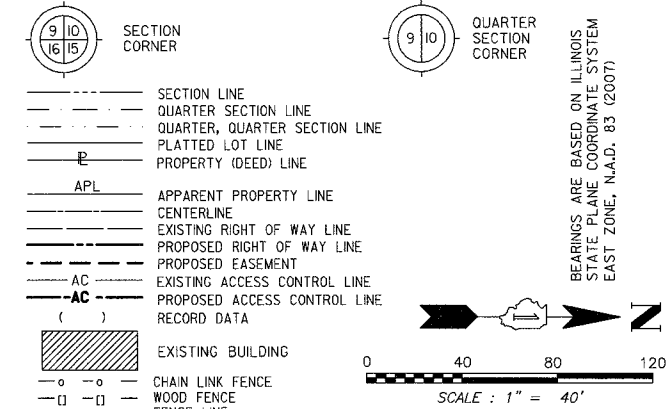 9 10
16 15
SECTION
CORNER
9 10
QUARTER
SECTION
CORNER
SECTION LINE
QUARTER SECTION LINE
QUARTER, QUARTER SECTION LINE
PLATTED LOT LINE
PL PROPERTY (DEED) LINE
APL APPARENT PROPERTY LINE
CENTERLINE
EXISTING RIGHT OF WAY LINE
PROPOSED RIGHT OF WAY LINE
PROPOSED EASEMENT
AC EXISTING ACCESS CONTROL LINE
AC PROPOSED ACCESS CONTROL LINE
( ) RECORD DATA
EXISTING BUILDING
CHAIN LINK FENCE
WOOD FENCE
BEARINGS ARE BASED ON ILLINOIS
STATE PLANE COORDINATE SYSTEM
EAST ZONE, N.A.D. 83 (2007)
Z
0 40 80 120
SCALE : 1" = 40'